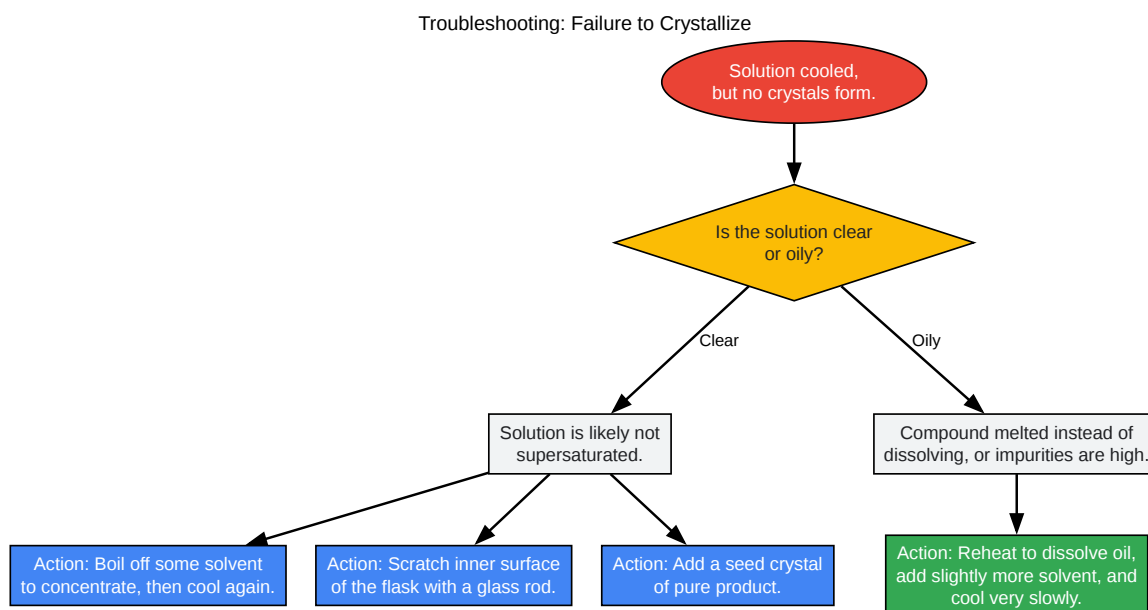 Troubleshooting: Failure to Crystallize
Solution cooled,
but no crystals form.
Is the solution clear
or oily?
Clear
Oily
Solution is likely not
supersaturated.
Compound melted instead of
dissolving, or impurities are high.
Action: Boil off some solvent
to concentrate, then cool again.
Action: Scratch inner surface
of the flask with a glass rod.
Action: Add a seed crystal
of pure product.
Action: Reheat to dissolve oil,
add slightly more solvent, and
cool very slowly.